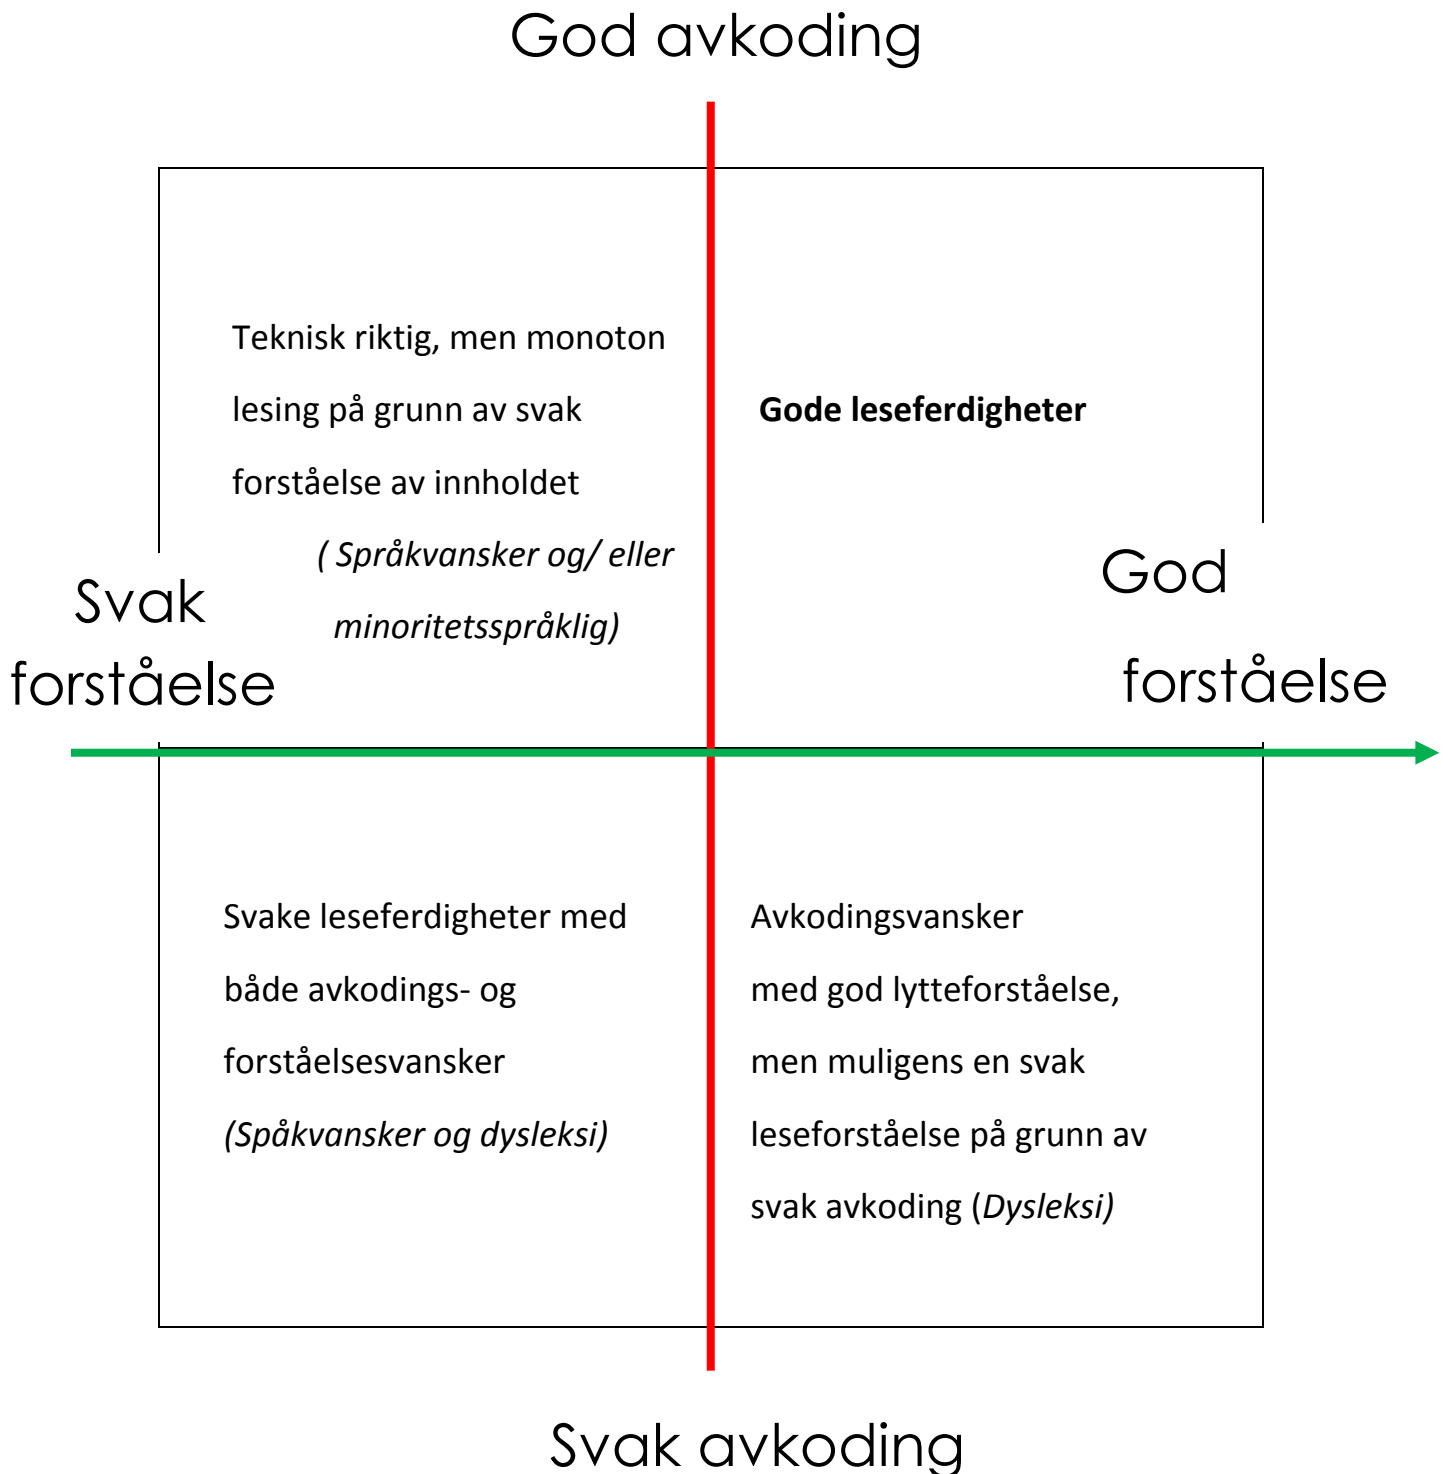 God avkoding
Teknisk riktig, men monoton
lesing på grunn av svak
forståelse av innholdet
( Språkvansker og/ eller
minoritetsspråklig)
Gode leseferdigheter
Svak
forståelse
God
forståelse
Svake leseferdigheter med
både avkodings- og
forståelsesvansker
(Spåkvansker og dysleksi)
Avkodingsvansker
med god lytteforståelse,
men muligens en svak
leseforståelse på grunn av
svak avkoding (Dysleksi)
Svak avkoding